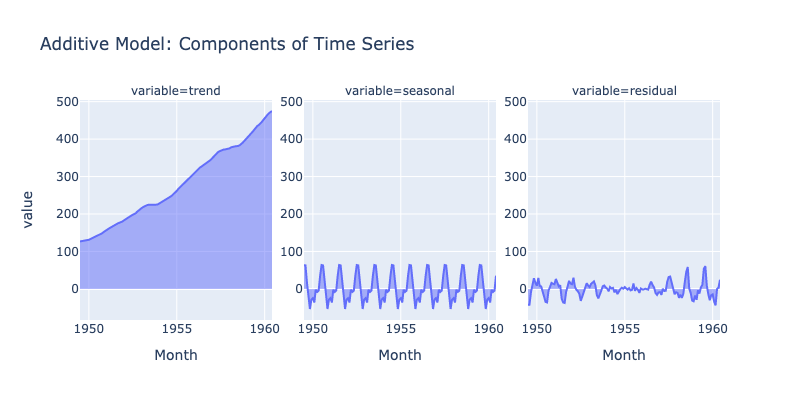 Additive Model: Components of Time Series
variable=trend
variable=seasonal
variable=residual
value
500
400
300
200
100
0
500
400
300
200
100
0
500
400
300
200
100
0
1950 1955 1960
1950 1955 1960
1950 1955 1960
Month
Month
Month